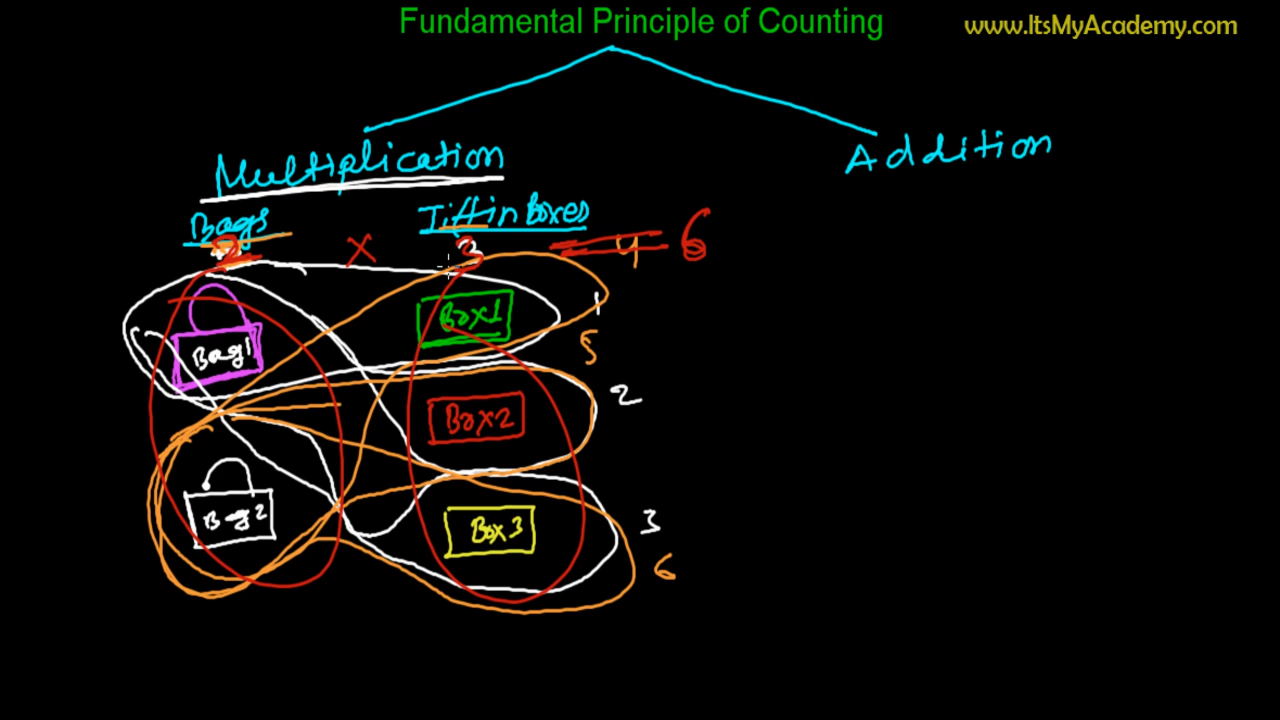 Fundamental Principle of Counting
www.ItsMyAcademy.com
Multiplication
Addition
Bags
Tiffin Boxes
2 x 3 = 6
4
Bag1
Box1
1
5
Box2
2
Bag2
Box3
3
6